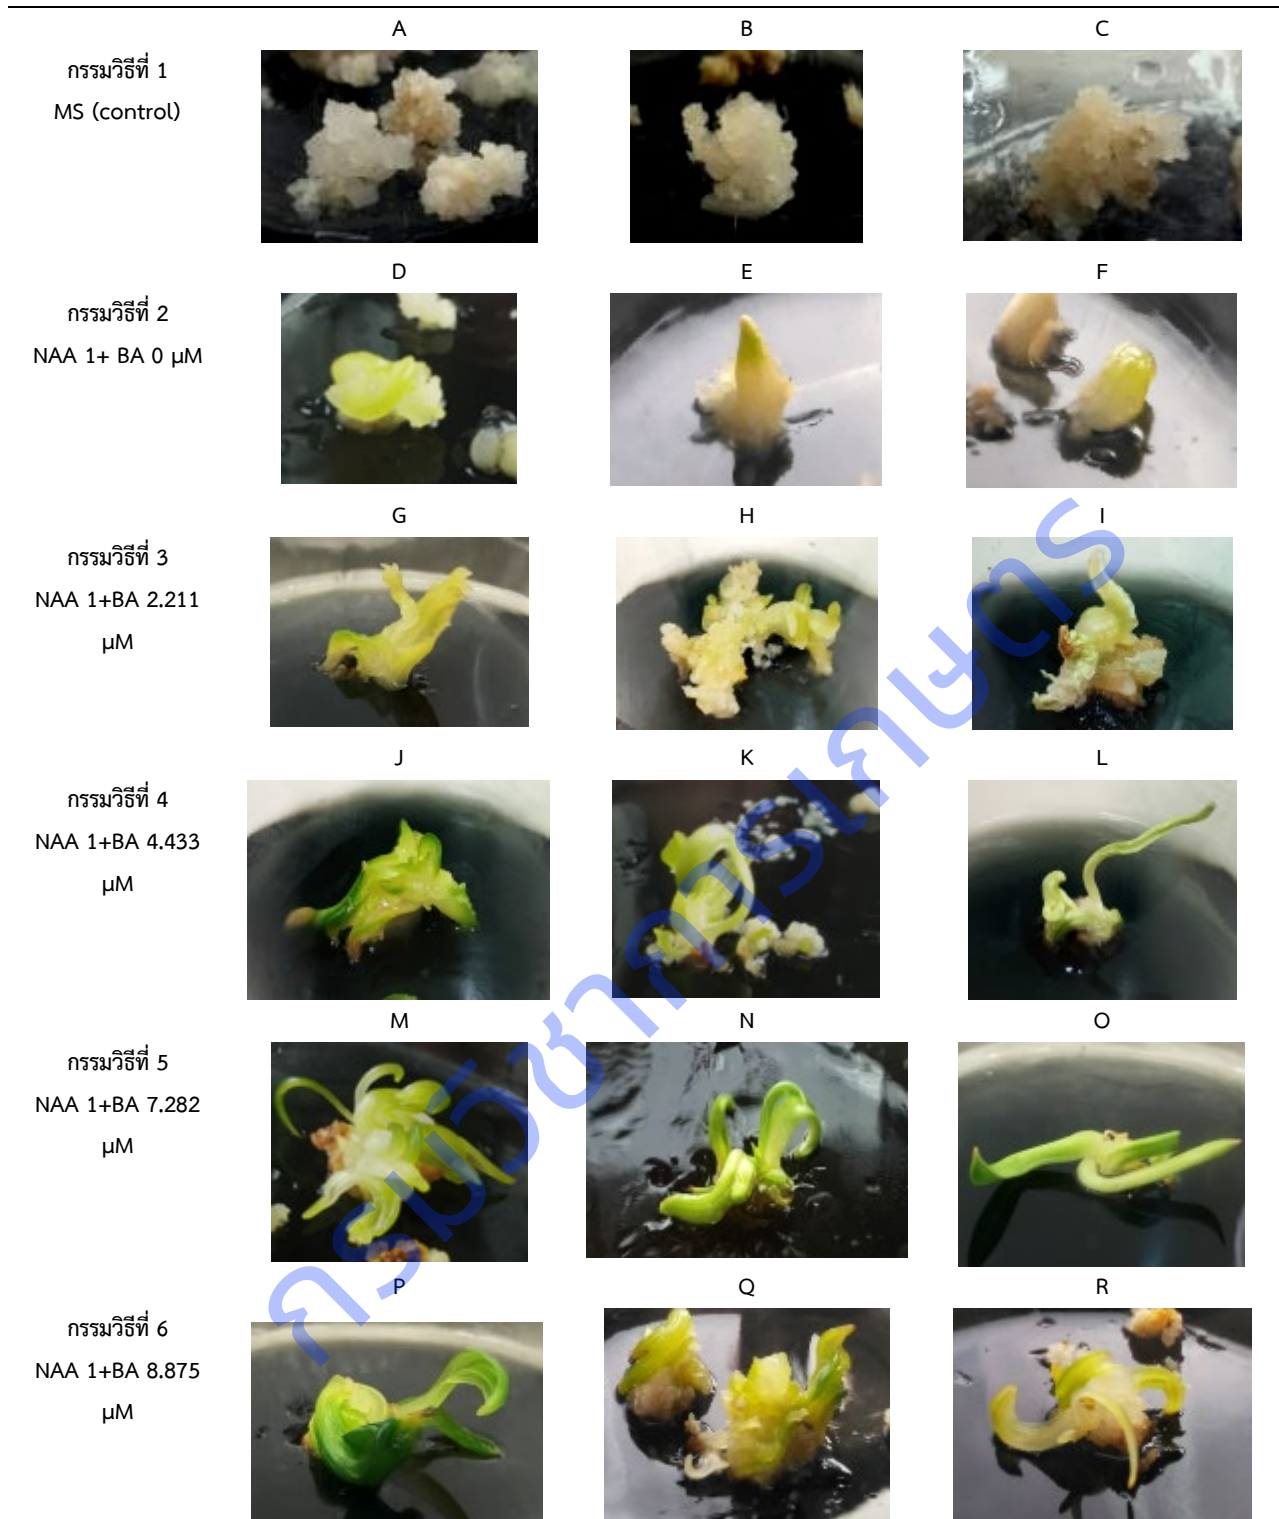 A B C
กรรมวิธีที่ 1
MS (control)
D E F
กรรมวิธีที่ 2
NAA 1+ BA 0 µM
G H I
กรรมวิธีที่ 3
NAA 1+BA 2.211
µM
J K L
กรรมวิธีที่ 4
NAA 1+BA 4.433
µM
M N O
กรรมวิธีที่ 5
NAA 1+BA 7.282
µM
P Q R
กรรมวิธีที่ 6
NAA 1+BA 8.875
µM
กรมวิชาการเกษตร